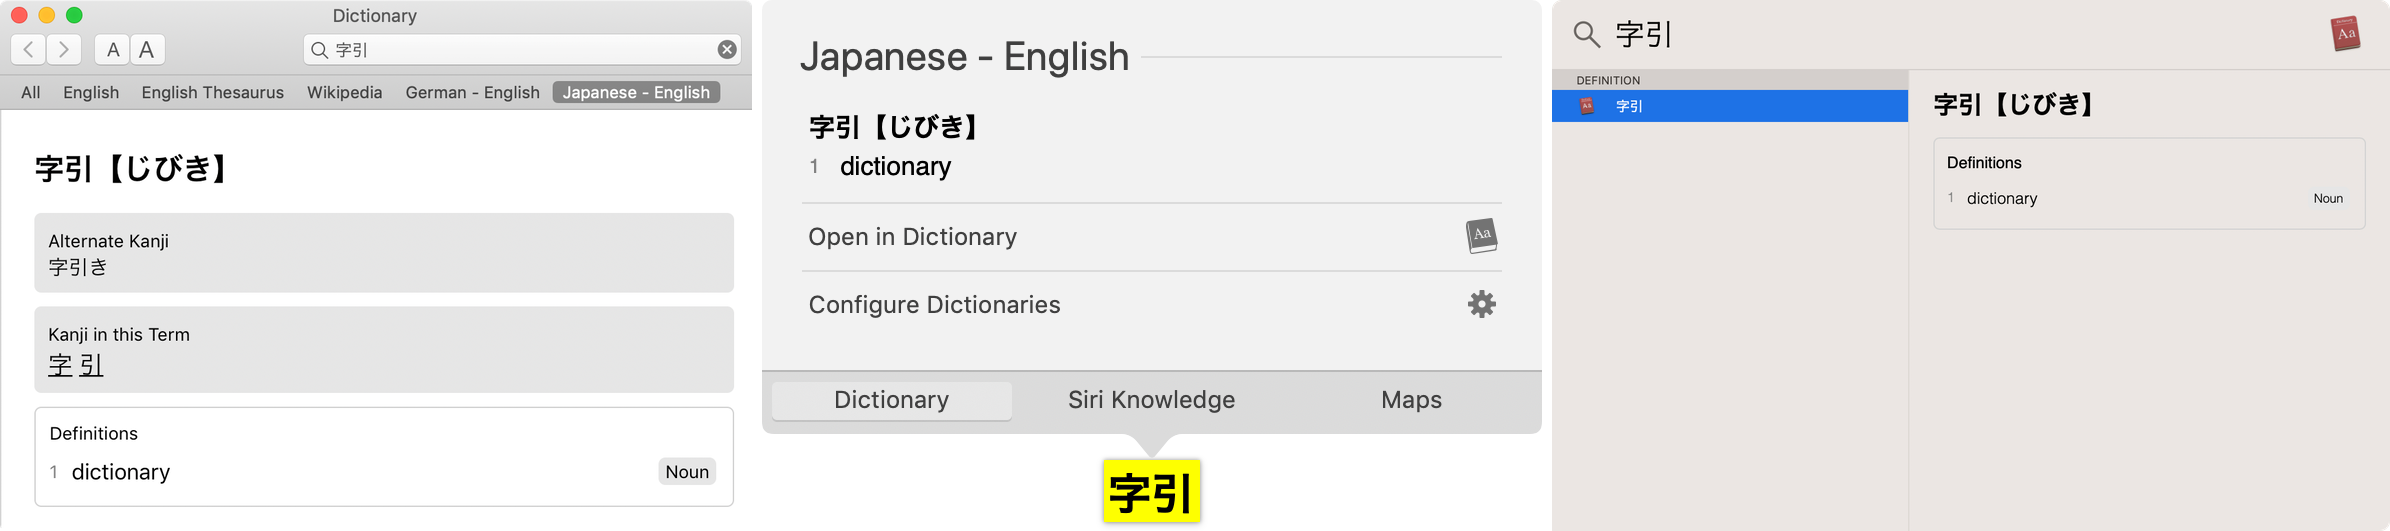 Dictionary
A A
字引
All English English Thesaurus Wikipedia German - English Japanese - English
字引【じびき】
Alternate Kanji
字引き
Kanji in this Term
字 引
Definitions
1 dictionary Noun
Japanese - English
字引【じびき】
1 dictionary
Open in Dictionary Aa
Configure Dictionaries
Dictionary Siri Knowledge Maps
字引
字引 Aa
DEFINITION
Aa 字引
字引【じびき】
Definitions
1 dictionary Noun